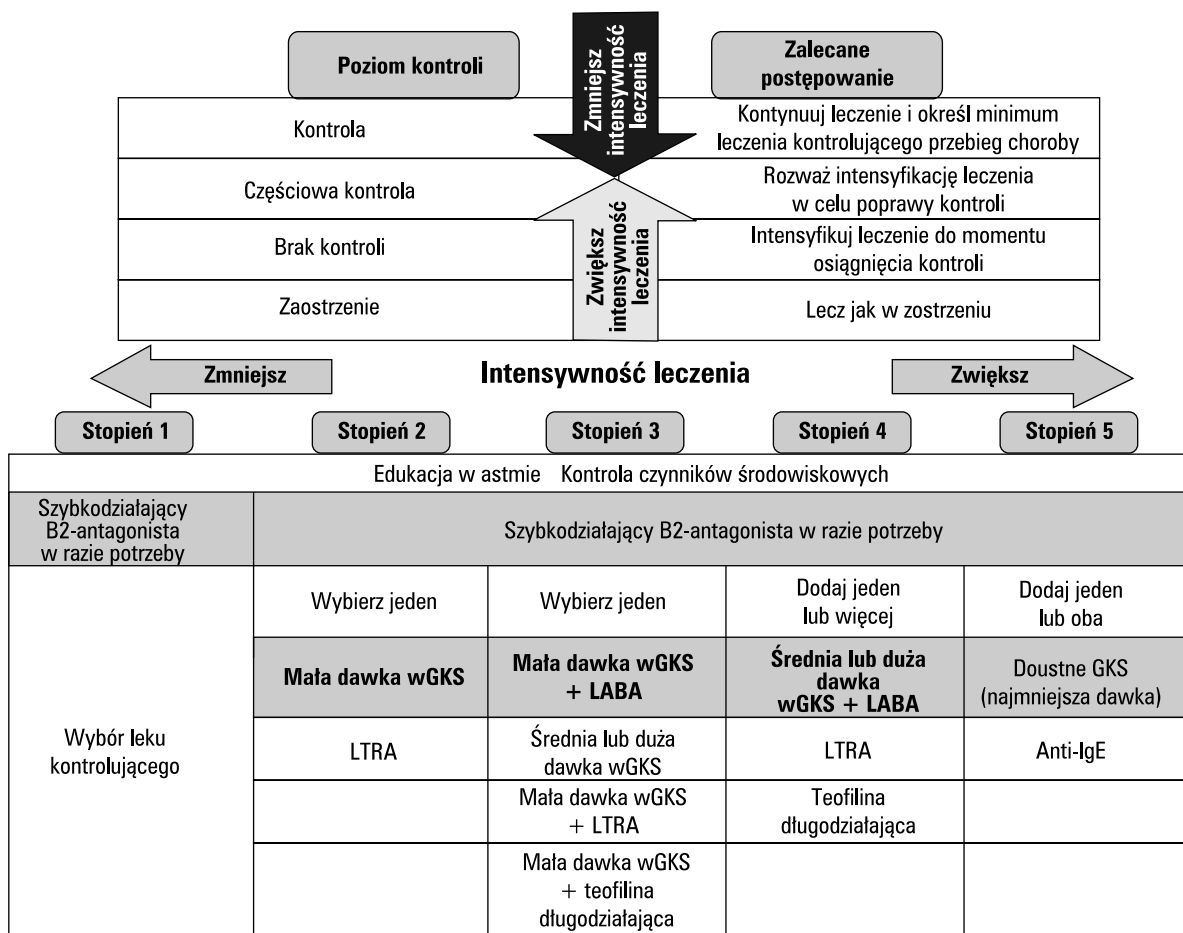 Poziom kontroli
Zmniejsz
intensywność
leczenia
Zalecane
postępowanie
Kontrola
Kontynuuj leczenie i określ minimum
leczenia kontrolującego przebieg choroby
Częściowa kontrola
Rozważ intensyfikację leczenia
w celu poprawy kontroli
Brak kontroli
Zwiększ
intensywność
leczenia
Intensyfikuj leczenie do momentu
osiągnięcia kontroli
Zaostrzenie
Lecz jak w zostrzeniu
Zmniejsz
Intensywność leczenia
Zwiększ
Stopień 1
Stopień 2
Stopień 3
Stopień 4
Stopień 5
Edukacja w astmie Kontrola czynników środowiskowych
Szybkodziałający
B2-antagonista
w razie potrzeby
Szybkodziałający B2-antagonista w razie potrzeby
Wybór leku
kontrolującego
Wybierz jeden
Wybierz jeden
Dodaj jeden
lub więcej
Dodaj jeden
lub oba
Mała dawka wGKS
Mała dawka wGKS
+ LABA
Średnia lub duża
dawka
wGKS + LABA
Doustne GKS
(najmniejsza dawka)
LTRA
Średnia lub duża
dawka wGKS
LTRA
Anti-IgE
Mała dawka wGKS
+ LTRA
Teofilina
długodziałająca
Mała dawka wGKS
+ teofilina
długodziałająca